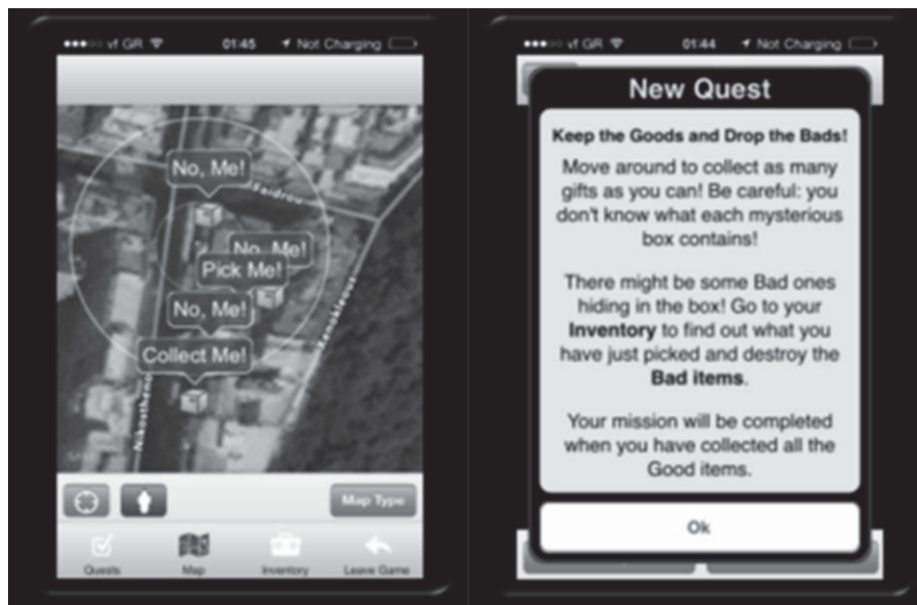 vf GR 01:45 Not Charging
No, Me!
Faidrou
No, Me!
Pick Me!
No, Me!
Collect Me!
Xenokleous
Map Type
Quests Map Inventory Leave Game
vf GR 01:44 Not Charging
New Quest
Keep the Goods and Drop the Bads!
Move around to collect as many
gifts as you can! Be careful: you
don't know what each mysterious
box contains!
There might be some Bad ones
hiding in the box! Go to your
Inventory to find out what you
have just picked and destroy the
Bad items.
Your mission will be completed
when you have collected all the
Good items.
Ok